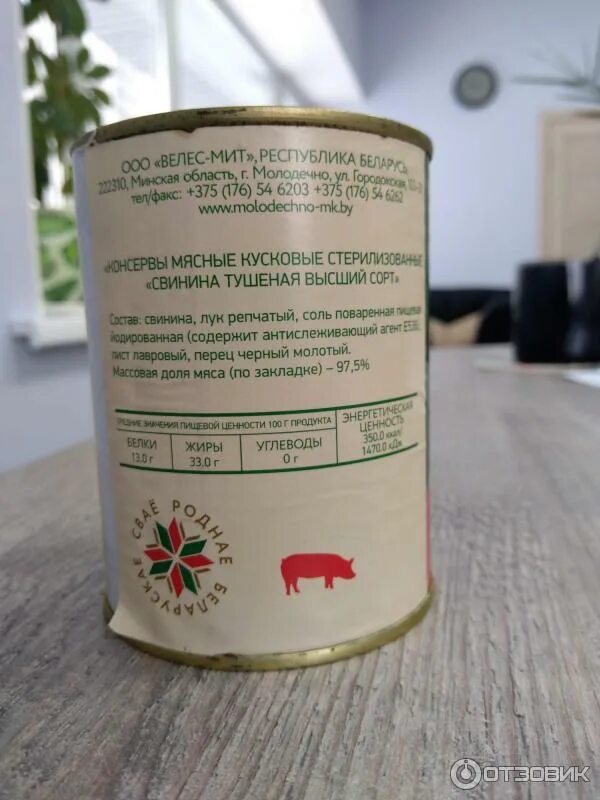 ООО «ВЕЛЕС-МИТ», РЕСПУБЛИКА БЕЛАРУСЬ,
222310, Минская область, г. Молодечно, ул. Городокская,
тел/факс: +375 (176) 54 6203 +375 (176) 54 6262
www.molodechno-mk.by
«КОНСЕРВЫ МЯСНЫЕ КУСКОВЫЕ СТЕРИЛИЗОВАННЫЕ
«СВИНИНА ТУШЕНАЯ ВЫСШИЙ СОРТ»
Состав: свинина, лук репчатый, соль поваренная пищевая
йодированная (содержит антислеживающий агент
лист лавровый, перец черный молотый.
Массовая доля мяса (по закладке) – 97,5%
СРЕДНИЕ ЗНАЧЕНИЯ ПИЩЕВОЙ ЦЕННОСТИ 100 Г ПРОДУКТА
ЭНЕРГЕТИЧЕСКАЯ
ЦЕННОСТЬ
БЕЛКИ ЖИРЫ УГЛЕВОДЫ
13,0 г 33,0 г 0 г
350,0 ккал/
1470,0 кДж
СВАЁ РОДНАЕ БЕЛАРУСКАЕ
ОТЗОВИК